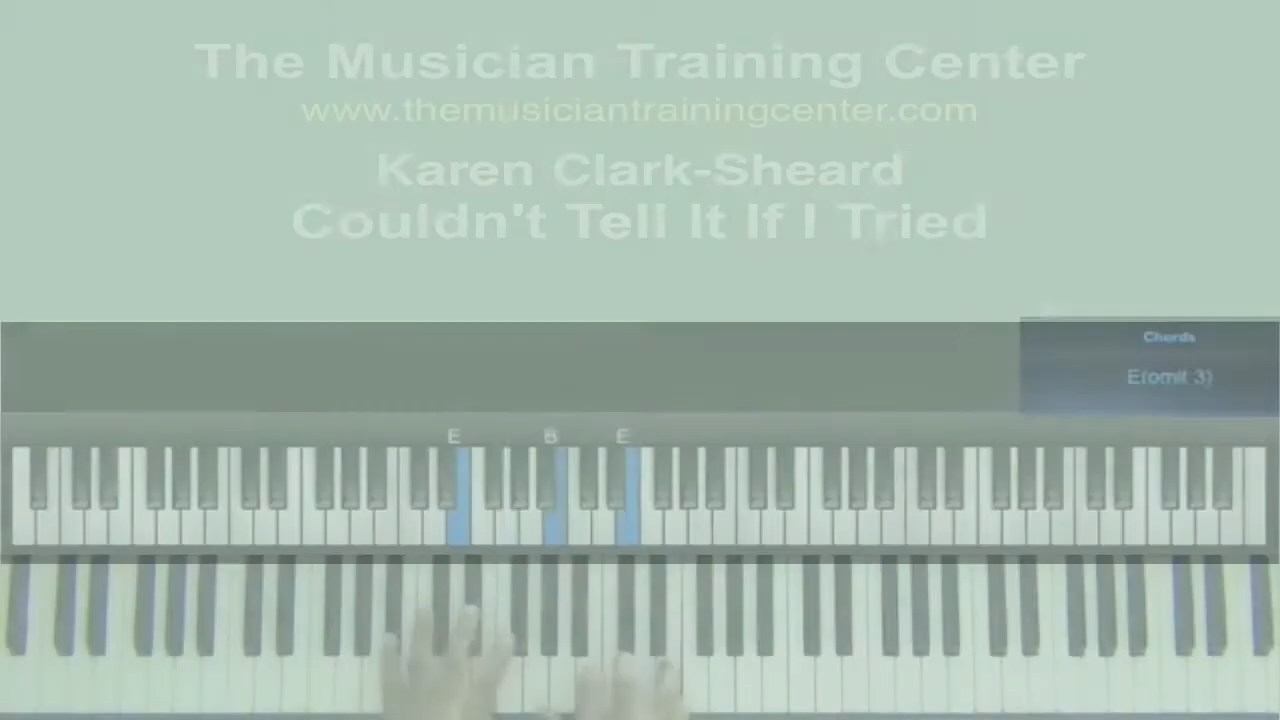 The Musician Training Center
www.themusiciantrainingcenter.com
Karen Clark-Sheard
Couldn't Tell It If I Tried
Chords
E(omit 3)
E B E